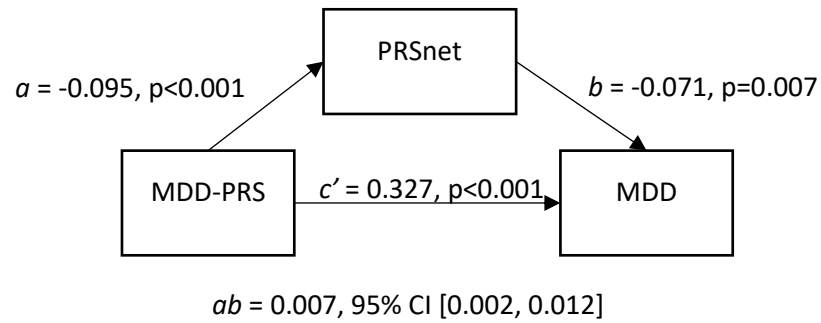 PRSnet
a = -0.095, p<0.001
b = -0.071, p=0.007
MDD-PRS
c’ = 0.327, p<0.001
MDD
ab = 0.007, 95% CI [0.002, 0.012]